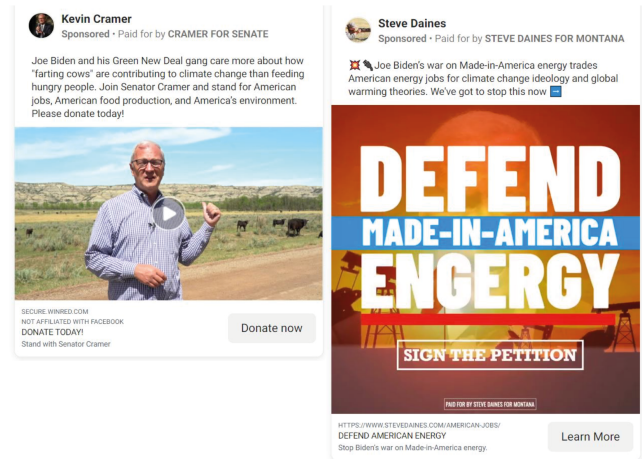 Kevin Cramer
Sponsored • Paid for by CRAMER FOR SENATE
Joe Biden and his Green New Deal gang care more about how
"farting cows" are contributing to climate change than feeding
hungry people. Join Senator Cramer and stand for American
jobs, American food production, and America's environment.
Please donate today!
SECURE.WINRED.COM
NOT AFFILIATED WITH FACEBOOK
DONATE TODAY!
Stand with Senator Cramer
Donate now
Steve Daines
Sponsored • Paid for by STEVE DAINES FOR MONTANA
💥 🔌Joe Biden's war on Made-in-America energy trades
American energy jobs for climate change ideology and global
warming theories. We've got to stop this now ➡️
DEFEND
MADE-IN-AMERICA
ENGERGY
SIGN THE PETITION
PAID FOR BY STEVE DAINES FOR MONTANA
HTTPS://WWW.STEVEDAINES.COM/AMERICAN-JOBS/
DEFEND AMERICAN ENERGY
Stop Biden's war on Made-in-America energy.
Learn More